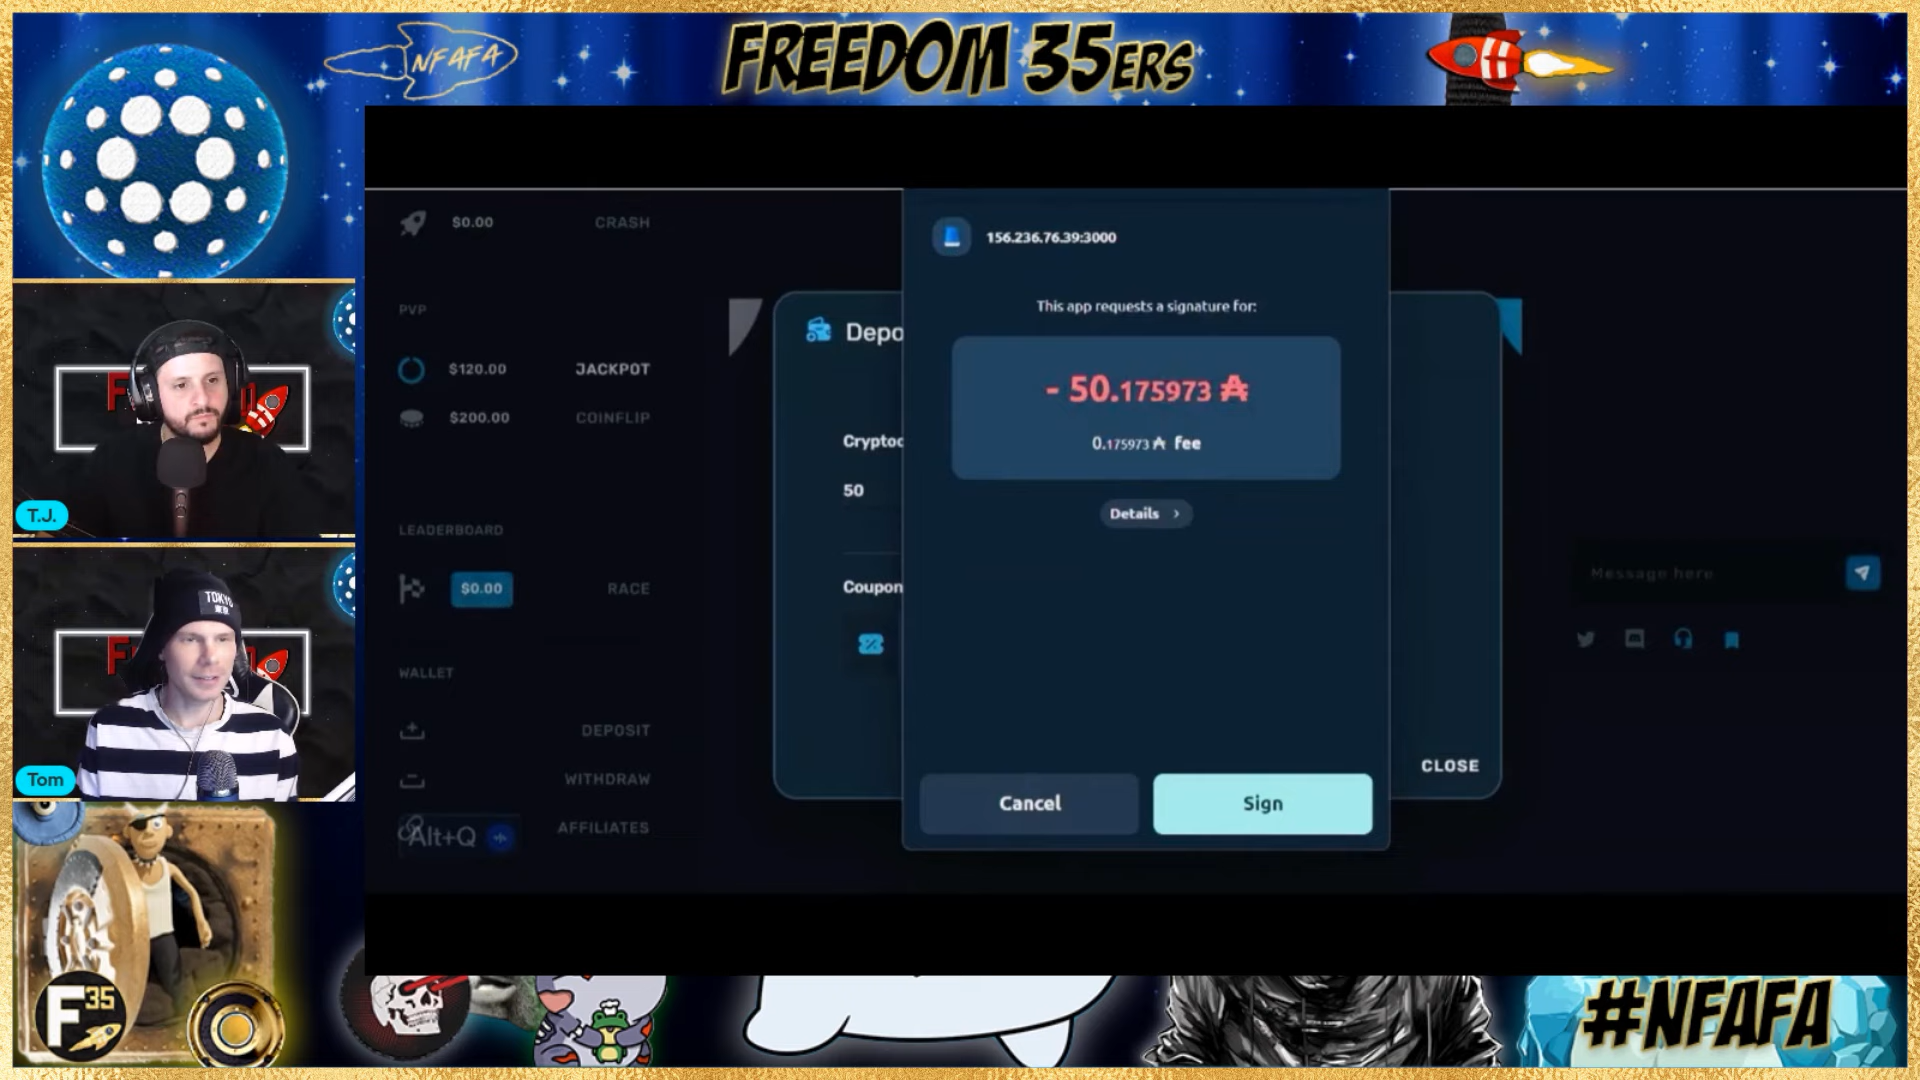 NFAFA
FREEDOM 35ERS
$0.00 CRASH
156.236.76.39:3000
This app requests a signature for:
PVP
Depo
- 50.175973 ₳
$120.00 JACKPOT
$200.00 COINFLIP
0.175973 ₳ fee
Cryptoc
50
Details >
T.J.
LEADERBOARD
Message here
$0.00 RACE
Coupon
TOKYO
WALLET
DEPOSIT
CLOSE
WITHDRAW
Tom
Cancel
Sign
Alt+Q
AFFILIATES
F35
#NFAFA